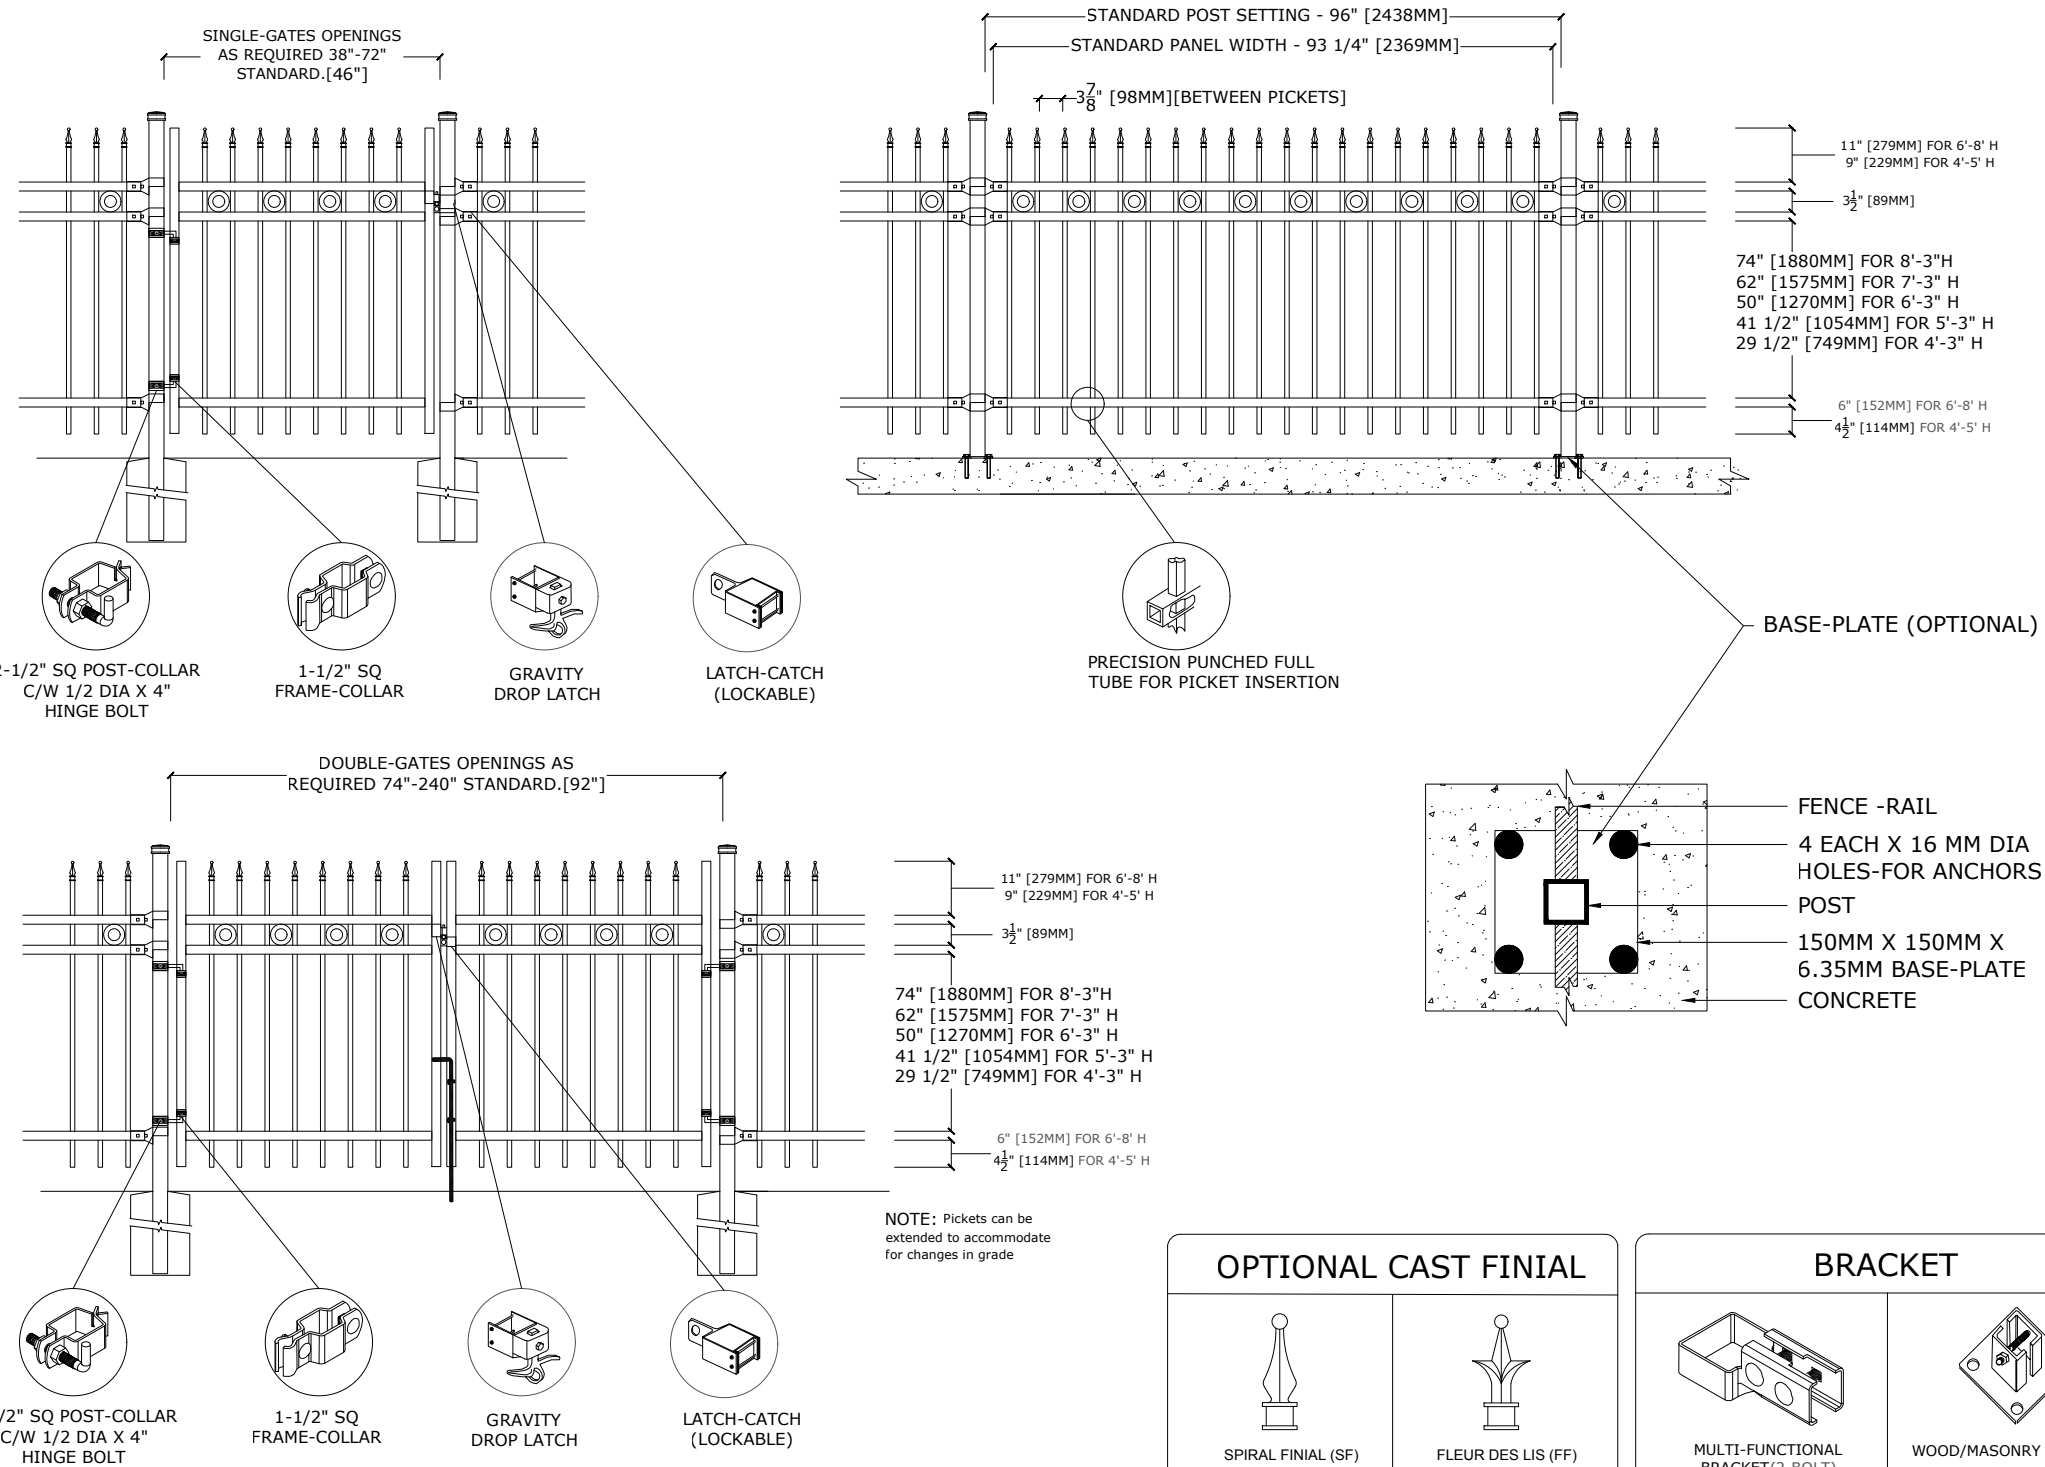 SINGLE-GATES OPENINGS
AS REQUIRED 38"-72"
STANDARD.[46"]
STANDARD POST SETTING - 96" [2438MM]
STANDARD PANEL WIDTH - 93 1/4" [2369MM]
3 7/8" [98MM][BETWEEN PICKETS]
11" [279MM] FOR 6'-8' H
9" [229MM] FOR 4'-5' H
3 1/2" [89MM]
74" [1880MM] FOR 8'-3"H
62" [1575MM] FOR 7'-3" H
50" [1270MM] FOR 6'-3" H
41 1/2" [1054MM] FOR 5'-3" H
29 1/2" [749MM] FOR 4'-3" H
6" [152MM] FOR 6'-8' H
4 1/2" [114MM] FOR 4'-5' H
-1/2" SQ POST-COLLAR
C/W 1/2 DIA X 4"
HINGE BOLT
1-1/2" SQ
FRAME-COLLAR
GRAVITY
DROP LATCH
LATCH-CATCH
(LOCKABLE)
PRECISION PUNCHED FULL
TUBE FOR PICKET INSERTION
BASE-PLATE (OPTIONAL)
DOUBLE-GATES OPENINGS AS
REQUIRED 74"-240" STANDARD.[92"]
11" [279MM] FOR 6'-8' H
9" [229MM] FOR 4'-5' H
3 1/2" [89MM]
74" [1880MM] FOR 8'-3"H
62" [1575MM] FOR 7'-3" H
50" [1270MM] FOR 6'-3" H
41 1/2" [1054MM] FOR 5'-3" H
29 1/2" [749MM] FOR 4'-3" H
6" [152MM] FOR 6'-8' H
4 1/2" [114MM] FOR 4'-5' H
FENCE -RAIL
4 EACH X 16 MM DIA
HOLES-FOR ANCHORS
POST
150MM X 150MM X
6.35MM BASE-PLATE
CONCRETE
NOTE: Pickets can be
extended to accommodate
for changes in grade
/2" SQ POST-COLLAR
C/W 1/2 DIA X 4"
HINGE BOLT
1-1/2" SQ
FRAME-COLLAR
GRAVITY
DROP LATCH
LATCH-CATCH
(LOCKABLE)
OPTIONAL CAST FINIAL
SPIRAL FINIAL (SF)
FLEUR DES LIS (FF)
BRACKET
MULTI-FUNCTIONAL
BRACKET(2-BOLT)
WOOD/MASONRY